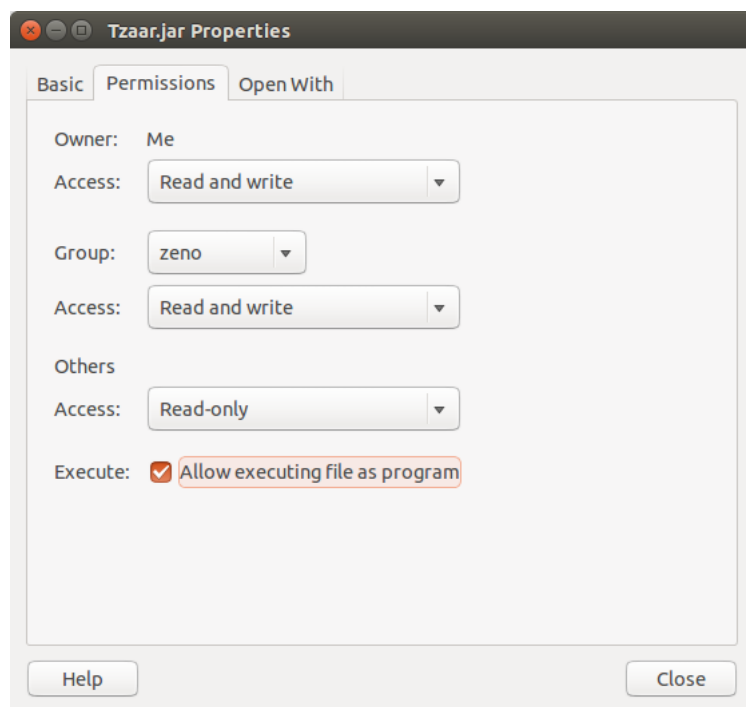 Tzaar.jar Properties
Basic Permissions Open With
Owner: Me
Access: Read and write
Group: zeno
Access: Read and write
Others
Access: Read-only
Execute: Allow executing file as program
Help Close